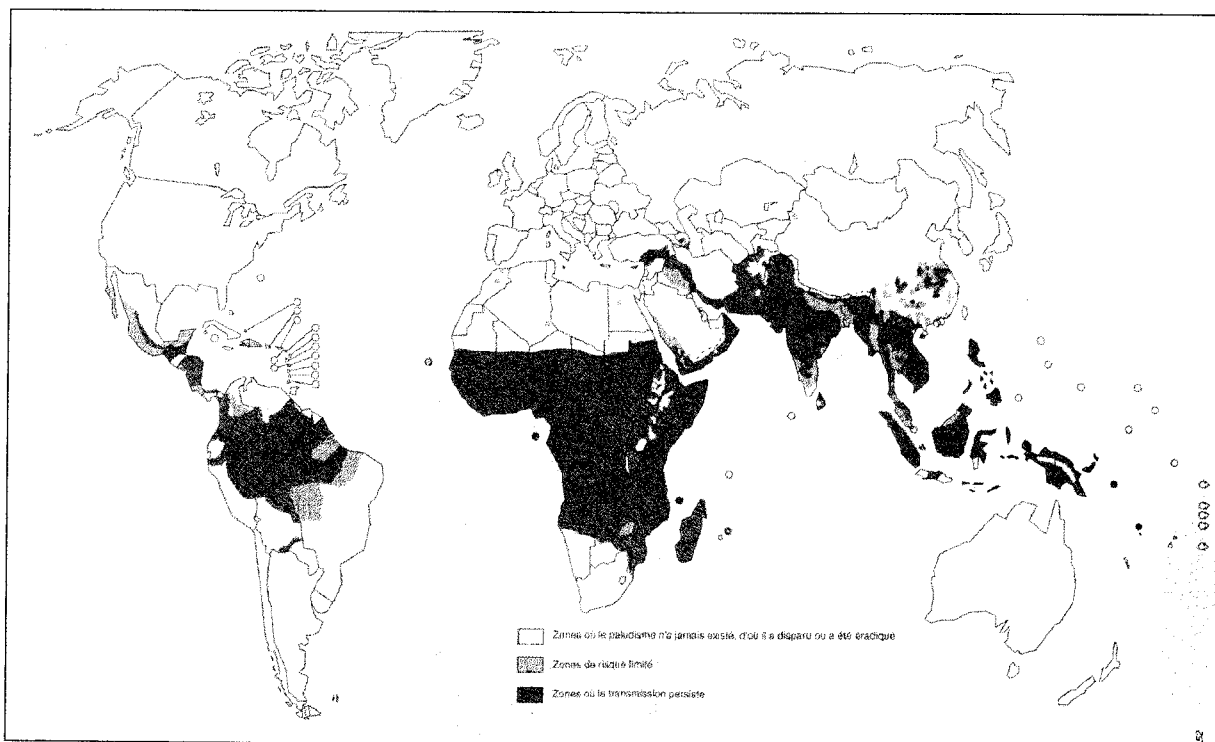 Zones où le paludisme n'a jamais existé, d'où il a disparu ou a été éradiqué
Zones de risque limité
Zones où la transmission persiste
52